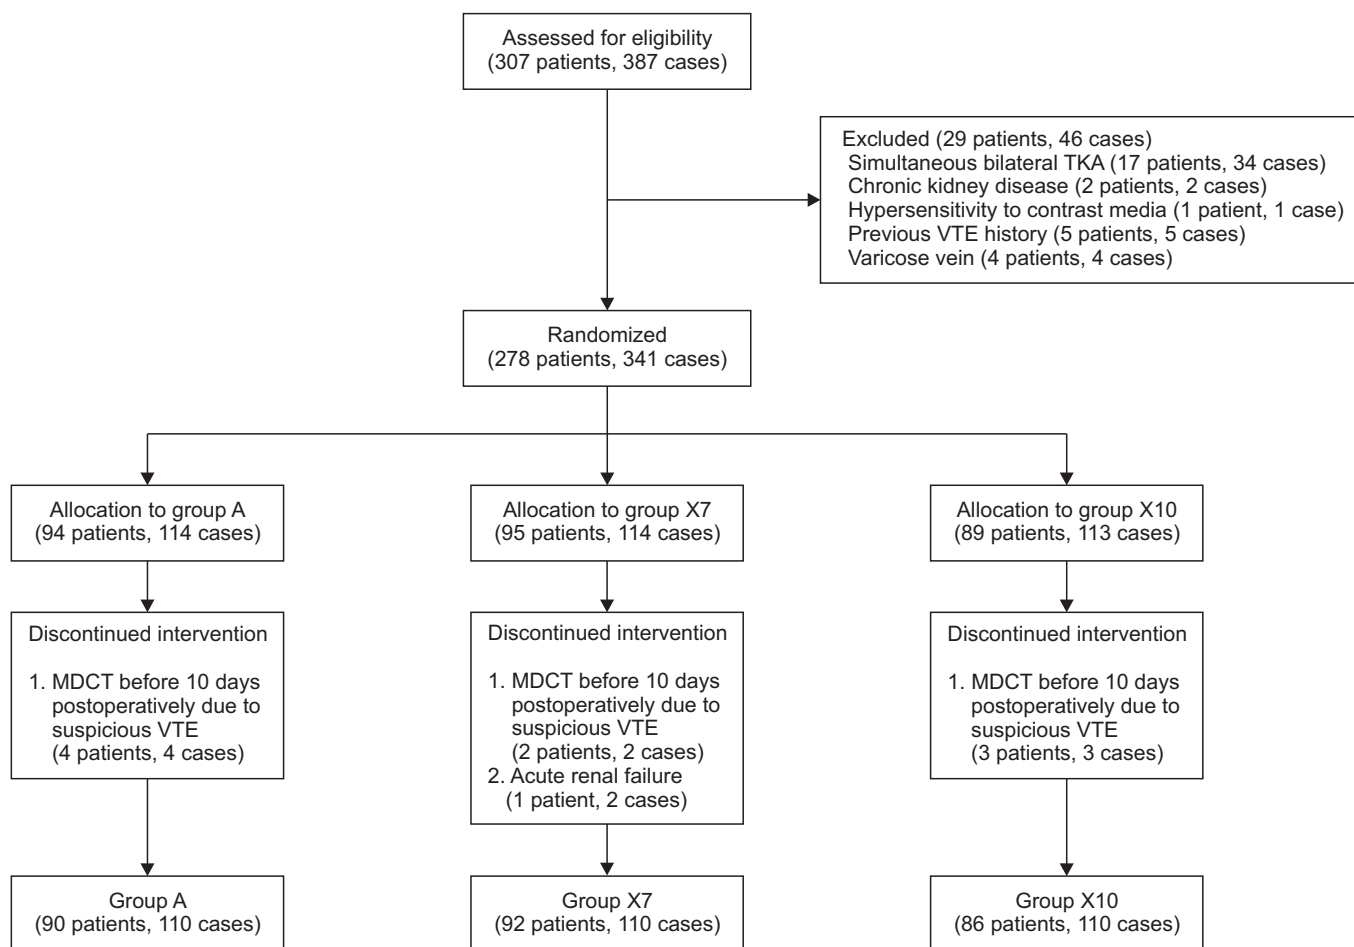 Assessed for eligibility
(307 patients, 387 cases)
Excluded (29 patients, 46 cases)
Simultaneous bilateral TKA (17 patients, 34 cases)
Chronic kidney disease (2 patients, 2 cases)
Hypersensitivity to contrast media (1 patient, 1 case)
Previous VTE history (5 patients, 5 cases)
Varicose vein (4 patients, 4 cases)
Randomized
(278 patients, 341 cases)
Allocation to group A
(94 patients, 114 cases)
Allocation to group X7
(95 patients, 114 cases)
Allocation to group X10
(89 patients, 113 cases)
Discontinued intervention
1. MDCT before 10 days
postoperatively due to
suspicious VTE
(4 patients, 4 cases)
Discontinued intervention
1. MDCT before 10 days
postoperatively due to
suspicious VTE
(2 patients, 2 cases)
2. Acute renal failure
(1 patient, 2 cases)
Discontinued intervention
1. MDCT before 10 days
postoperatively due to
suspicious VTE
(3 patients, 3 cases)
Group A
(90 patients, 110 cases)
Group X7
(92 patients, 110 cases)
Group X10
(86 patients, 110 cases)